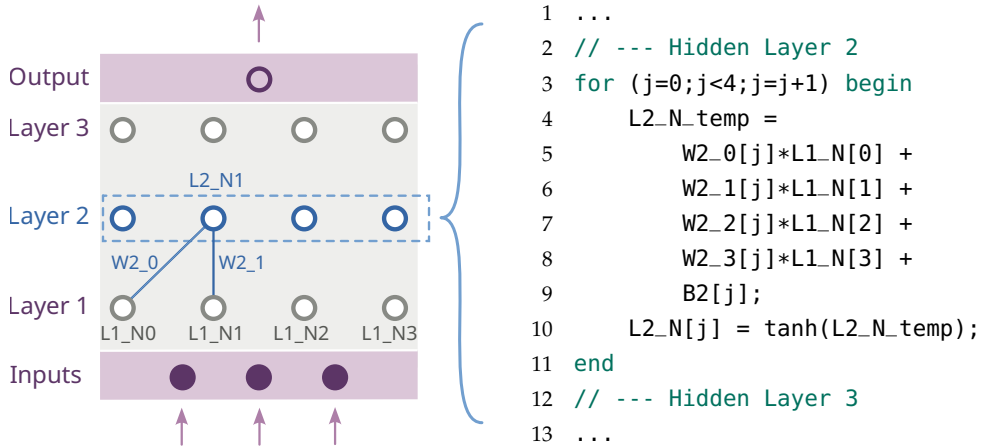 Output
Layer 3
L2_N1
Layer 2
W2_0
W2_1
Layer 1
L1_N0
L1_N1
L1_N2
L1_N3
Inputs
1 ...
2 // --- Hidden Layer 2
3 for (j=0;j<4;j=j+1) begin
4 L2_N_temp =
5 W2_0[j]*L1_N[0] +
6 W2_1[j]*L1_N[1] +
7 W2_2[j]*L1_N[2] +
8 W2_3[j]*L1_N[3] +
9 B2[j];
10 L2_N[j] = tanh(L2_N_temp);
11 end
12 // --- Hidden Layer 3
13 ...